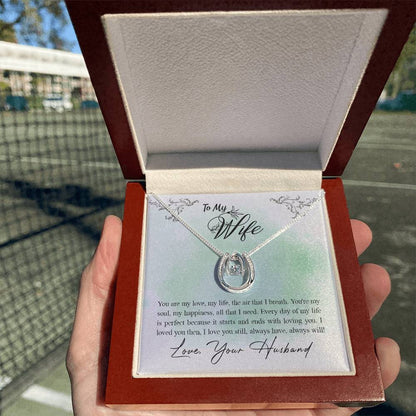 To My
Wife
You are my love, my life, the air that I breath. You're my
soul, my happiness, all that I need. Every day of my life
is perfect because it starts and ends with loving you. I
loved you then, I love you still, always have, always will!
Love, Your Husband